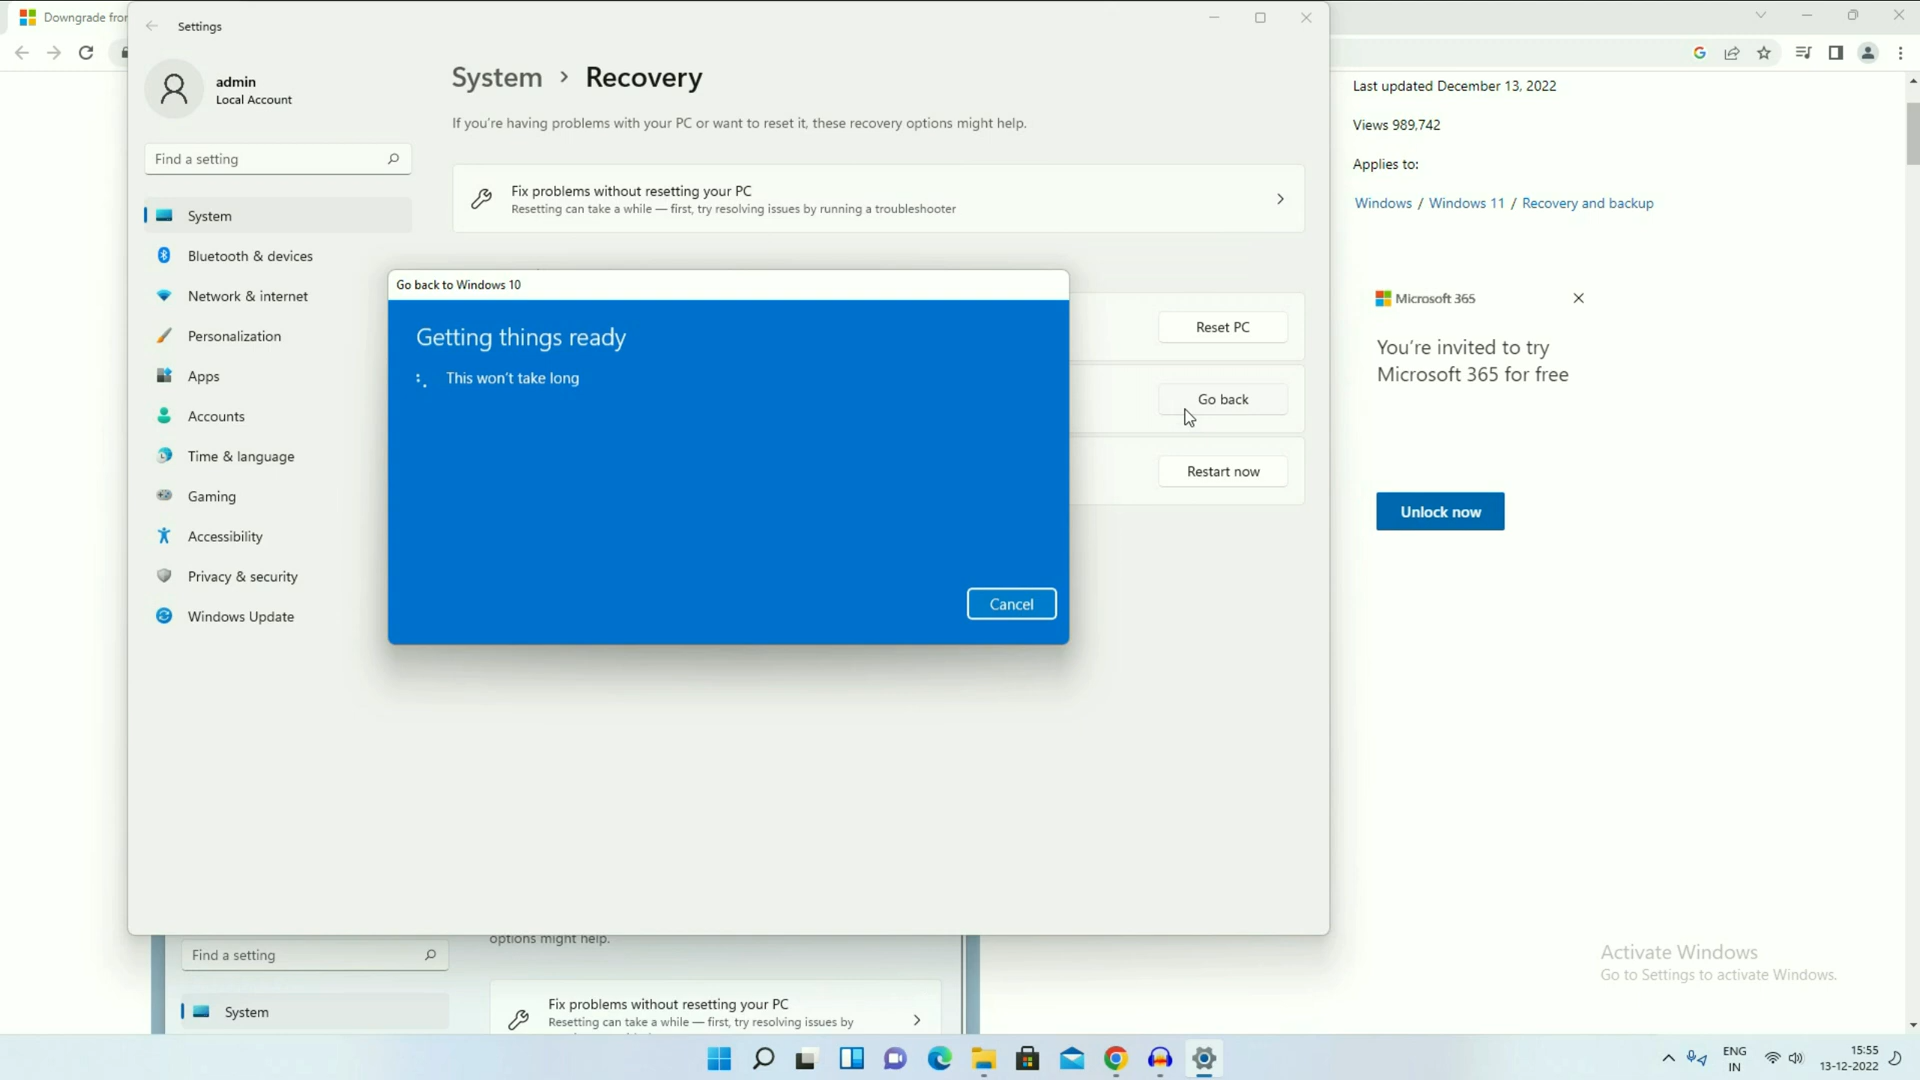 Downgrade from
Settings
admin
Local Account
Find a setting
System
Bluetooth & devices
Network & internet
Personalization
Apps
Accounts
Time & language
Gaming
Accessibility
Privacy & security
Windows Update
System > Recovery
If you're having problems with your PC or want to reset it, these recovery options might help.
Fix problems without resetting your PC
Resetting can take a while — first, try resolving issues by running a troubleshooter
Reset PC
Go back
Restart now
Go back to Windows 10
Getting things ready
This won't take long
Cancel
Last updated December 13, 2022
Views 989,742
Applies to:
Windows / Windows 11 / Recovery and backup
Microsoft 365
You're invited to try
Microsoft 365 for free
Unlock now
options might help.
Find a setting
System
Fix problems without resetting your PC
Resetting can take a while — first, try resolving issues by
Activate Windows
Go to Settings to activate Windows.
ENG
IN
15:55
13-12-2022